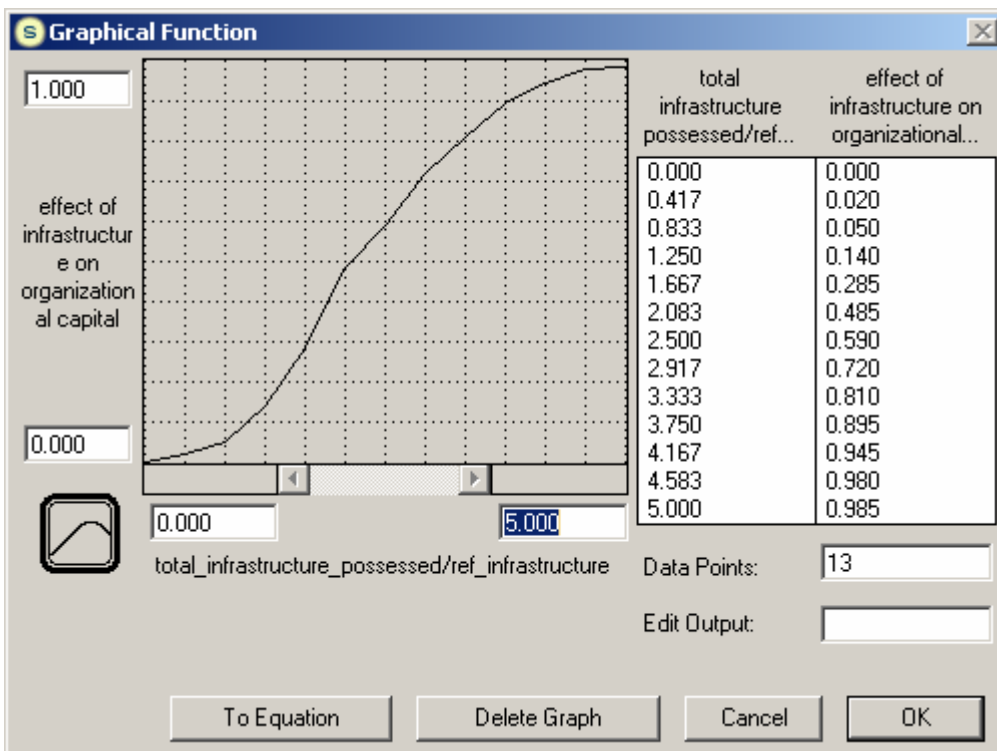 S Graphical Function
1.000
effect of
infrastructur
e on
organization
al capital
0.000
0.000
5.000
total_infrastructure_possessed/ref_infrastructure
total
infrastructure
possessed/ref...
effect of
infrastructure on
organizational...
0.000 0.000
0.417 0.020
0.833 0.050
1.250 0.140
1.667 0.285
2.083 0.485
2.500 0.590
2.917 0.720
3.333 0.810
3.750 0.895
4.167 0.945
4.583 0.980
5.000 0.985
Data Points: 13
Edit Output:
To Equation
Delete Graph
Cancel
OK